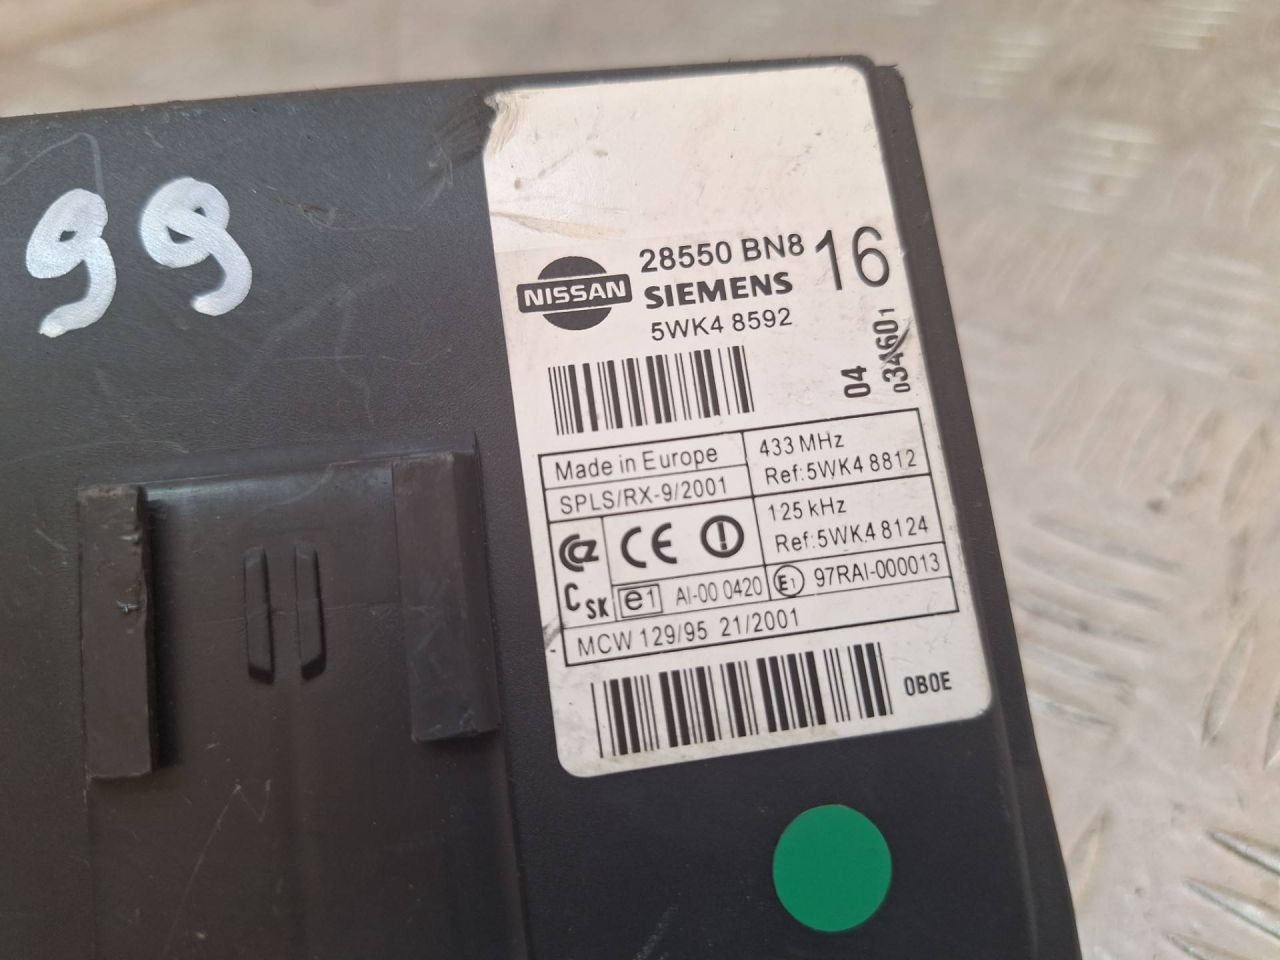 99
28550 BN8 16
NISSAN
SIEMENS
5WK4 8592
04
034601
Made in Europe
433 MHz
Ref:5WK4 8812
SPLS/RX-9/2001
125 kHz
Ref:5WK4 8124
CE
C SK
e1 AI-00 0420
E1 97RAI-000013
MCW 129/95 21/2001
0B0E